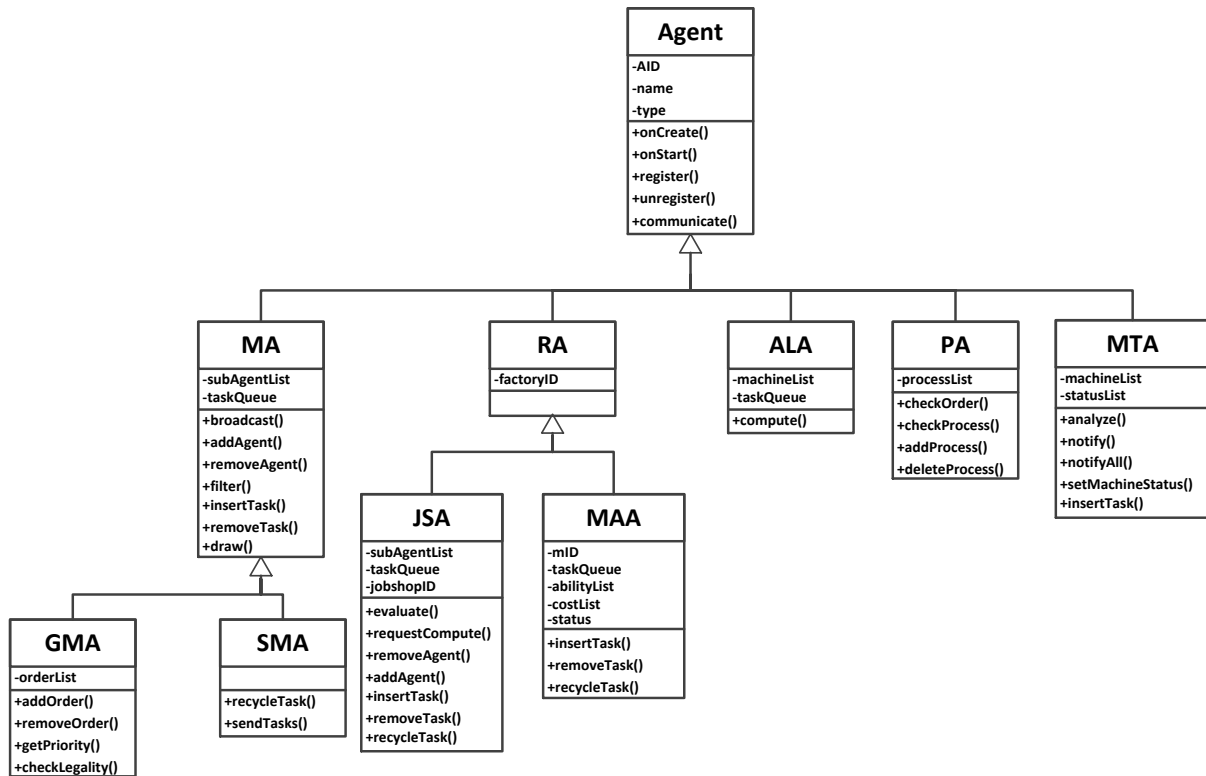 Agent
-AID
-name
-type
+onCreate()
+onStart()
+register()
+unregister()
+communicate()
MA
-subAgentList
-taskQueue
+broadcast()
+addAgent()
+removeAgent()
+filter()
+insertTask()
+removeTask()
+draw()
RA
-factoryID
ALA
-machineList
-taskQueue
+compute()
PA
-processList
+checkOrder()
+checkProcess()
+addProcess()
+deleteProcess()
MTA
-machineList
-statusList
+analyze()
+notify()
+notifyAll()
+setMachineStatus()
+insertTask()
GMA
-orderList
+addOrder()
+removeOrder()
+getPriority()
+checkLegality()
SMA
+recycleTask()
+sendTasks()
JSA
-subAgentList
-taskQueue
-jobshopID
+evaluate()
+requestCompute()
+removeAgent()
+addAgent()
+insertTask()
+removeTask()
+recycleTask()
MAA
-mID
-taskQueue
-abilityList
-costList
-status
+insertTask()
+removeTask()
+recycleTask()